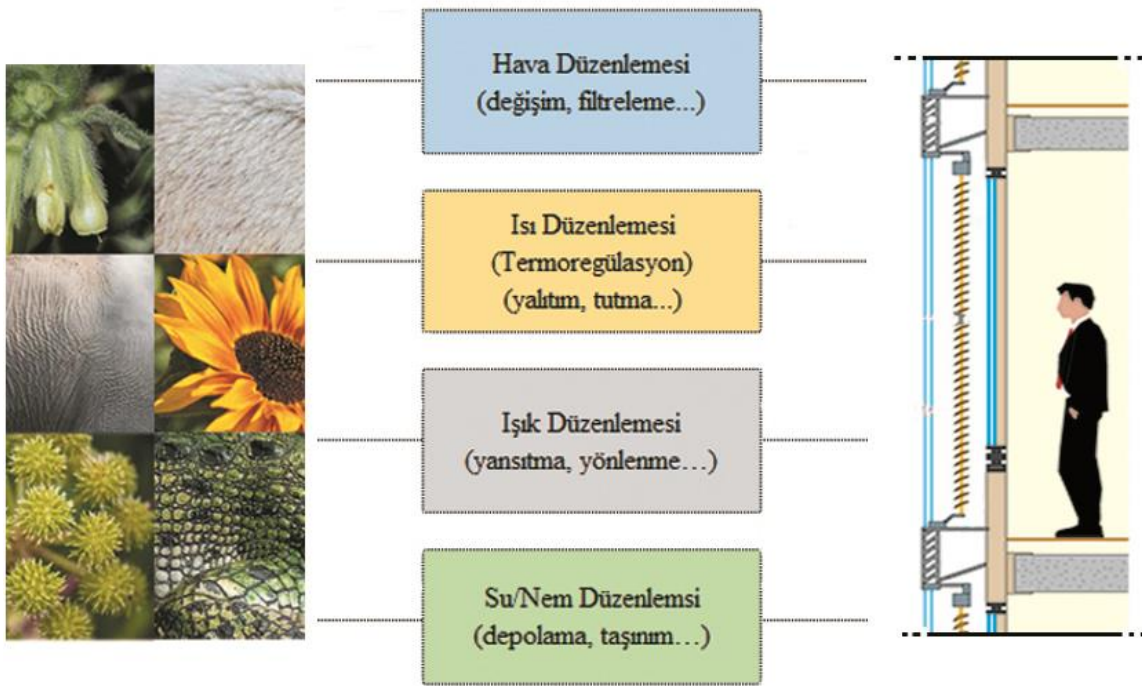 Hava Düzenlemesi
(değişim, filtreleme...)
Isı Düzenlemesi
(Termoregülasyon)
(yalıtım, tutma...)
Işık Düzenlemesi
(yansıtma, yönlenme…)
Su/Nem Düzenlemsi
(depolama, taşınım…)